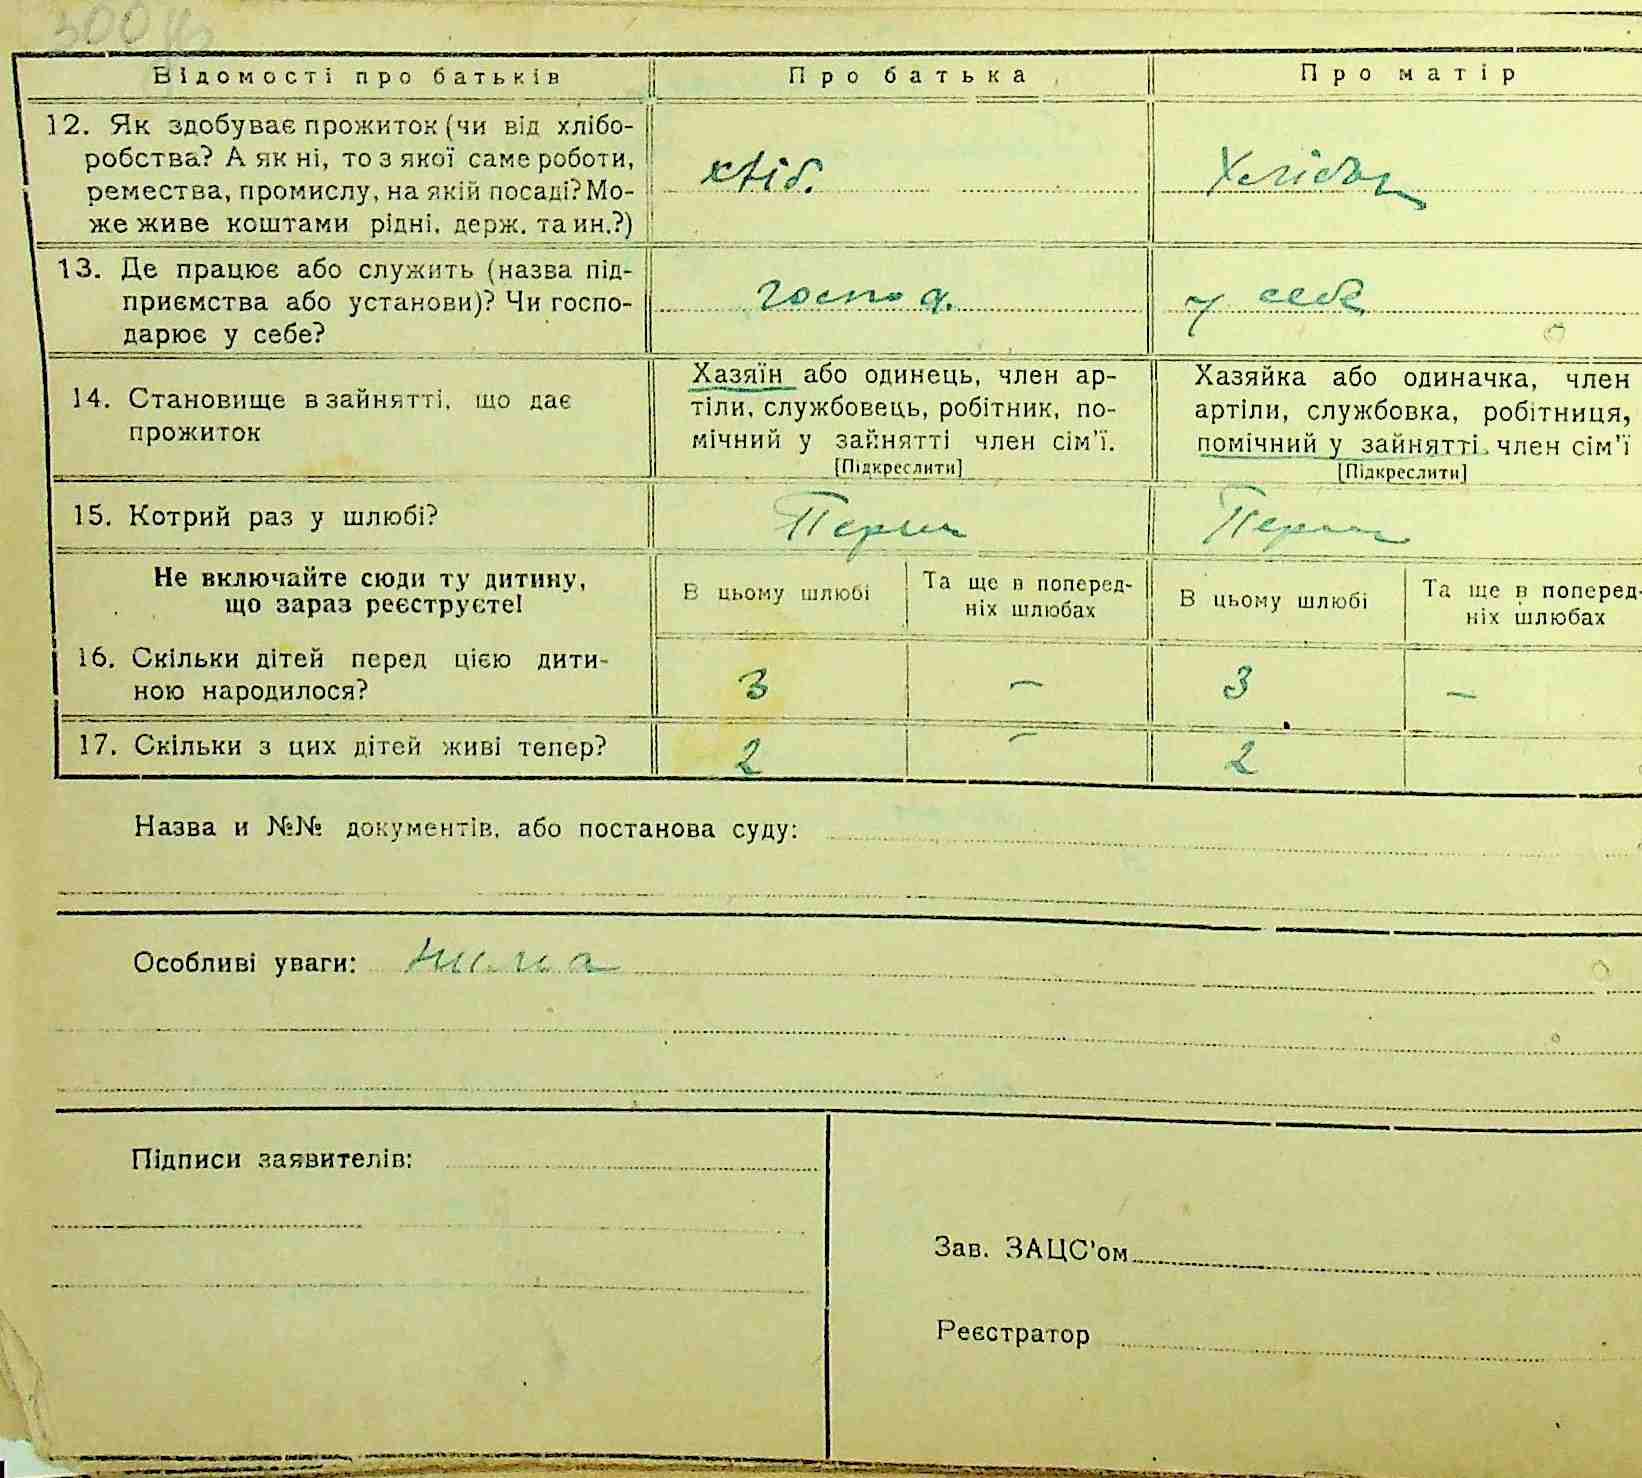 300
Відомості про батьків Про батька Про матір
12. Як здобуває прожиток (чи від хлібо-
робства? А як ні, то з якої саме роботи,
ремества, промислу, на якій посаді? Мо-
же живе коштами рідні, держ. та ин.?)
хліб.
13. Де працює або служить (назва під-
приємства або установи)? Чи госпо-
дарює у себе?
господ. у себе
14. Становище в зайнятті, що дає
прожиток
Хазяїн або одинець, член ар-
тіли, службовець, робітник, по-
мічний у зайнятті член сім'ї.
[Підкреслити]
Хазяйка або одиначка, член
артіли, службовка, робітниця,
помічний у зайнятті член сім'ї
[Підкреслити]
15. Котрий раз у шлюбі?
Не включайте сюди ту дитину,
що зараз реєструєте!
В цьому шлюбі
Та ще в поперед-
ніх шлюбах
В цьому шлюбі
Та ще в поперед-
ніх шлюбах
16. Скільки дітей перед цією дити-
ною народилося?
3 — 3 —
17. Скільки з цих дітей живі тепер? 2 — 2
Назва и №№ документів, або постанова суду:
Особливі уваги: Нима
Підписи заявителів:
Зав. ЗАЦС'ом
Реєстратор